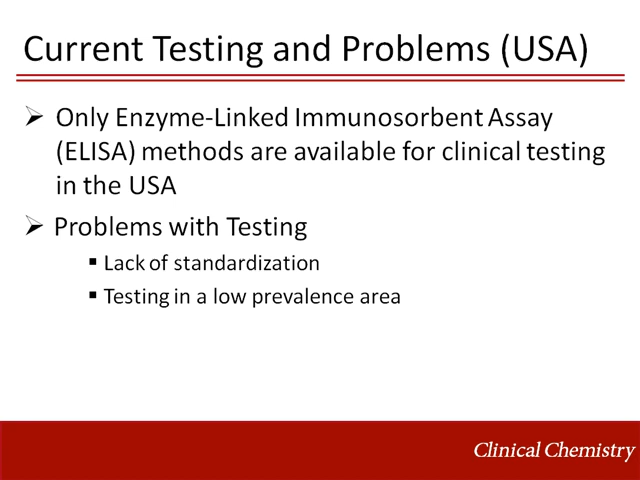 Current Testing and Problems (USA)
➢ Only Enzyme-Linked Immunosorbent Assay
(ELISA) methods are available for clinical testing
in the USA
➢ Problems with Testing
▪ Lack of standardization
▪ Testing in a low prevalence area
Clinical Chemistry